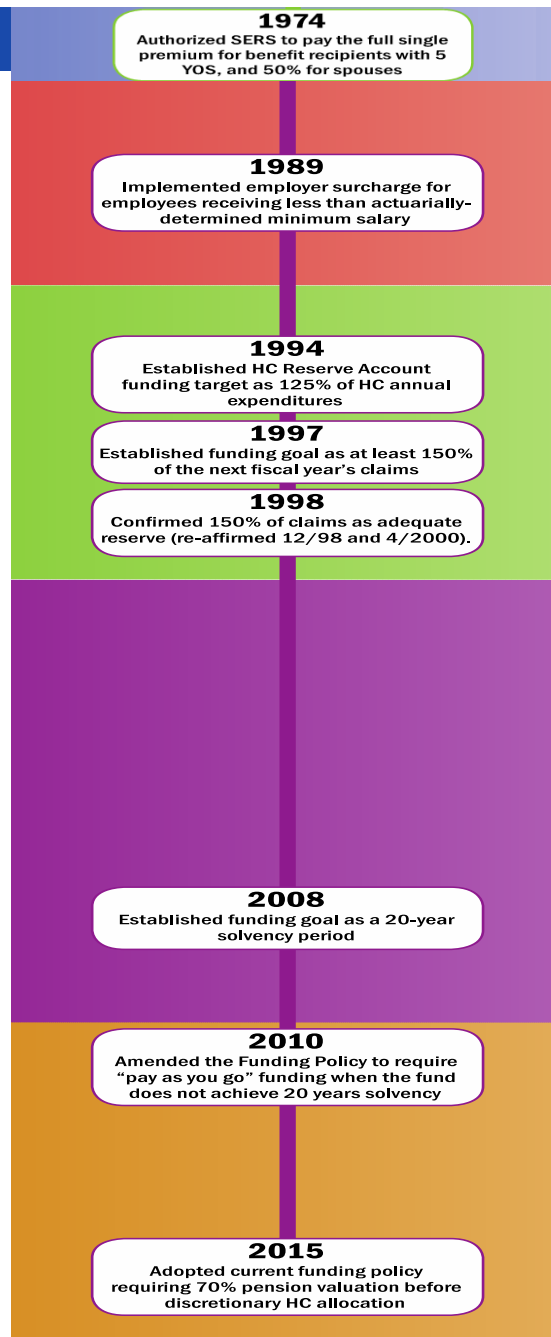 1974
Authorized SERS to pay the full single
premium for benefit recipients with 5
YOS, and 50% for spouses
1989
Implemented employer surcharge for
employees receiving less than actuarially-
determined minimum salary
1994
Established HC Reserve Account
funding target as 125% of HC annual
expenditures
1997
Established funding goal as at least 150%
of the next fiscal year’s claims
1998
Confirmed 150% of claims as adequate
reserve (re-affirmed 12/98 and 4/2000).
2008
Established funding goal as a 20-year
solvency period
2010
Amended the Funding Policy to require
“pay as you go” funding when the fund
does not achieve 20 years solvency
2015
Adopted current funding policy
requiring 70% pension valuation before
discretionary HC allocation